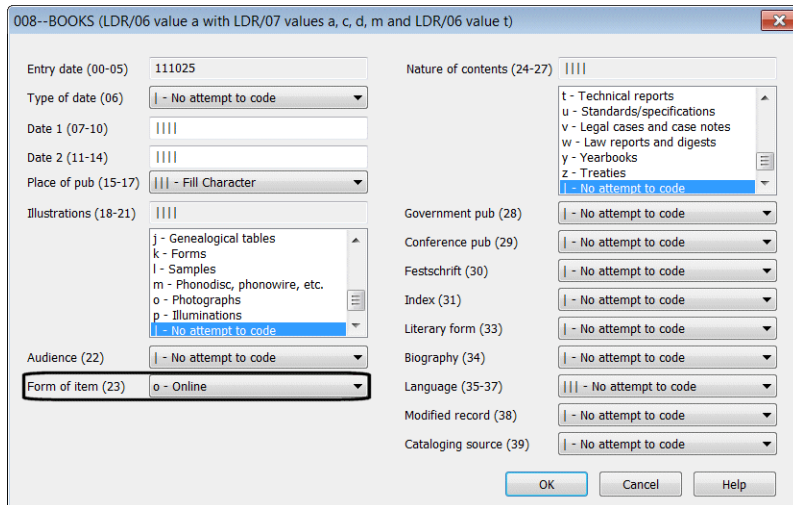 008--BOOKS (LDR/06 value a with LDR/07 values a, c, d, m and LDR/06 value t)
Entry date (00-05) 111025
Type of date (06) | - No attempt to code
Date 1 (07-10) ||||
Date 2 (11-14) ||||
Place of pub (15-17) ||| - Fill Character
Illustrations (18-21) ||||
j - Genealogical tables
k - Forms
l - Samples
m - Phonodisc, phonowire, etc.
o - Photographs
p - Illuminations
| - No attempt to code
Audience (22) | - No attempt to code
Form of item (23) o - Online
Nature of contents (24-27) ||||
t - Technical reports
u - Standards/specifications
v - Legal cases and case notes
w - Law reports and digests
y - Yearbooks
z - Treaties
| - No attempt to code
Government pub (28) | - No attempt to code
Conference pub (29) | - No attempt to code
Festschrift (30) | - No attempt to code
Index (31) | - No attempt to code
Literary form (33) | - No attempt to code
Biography (34) | - No attempt to code
Language (35-37) ||| - No attempt to code
Modified record (38) | - No attempt to code
Cataloging source (39) | - No attempt to code
OK Cancel Help